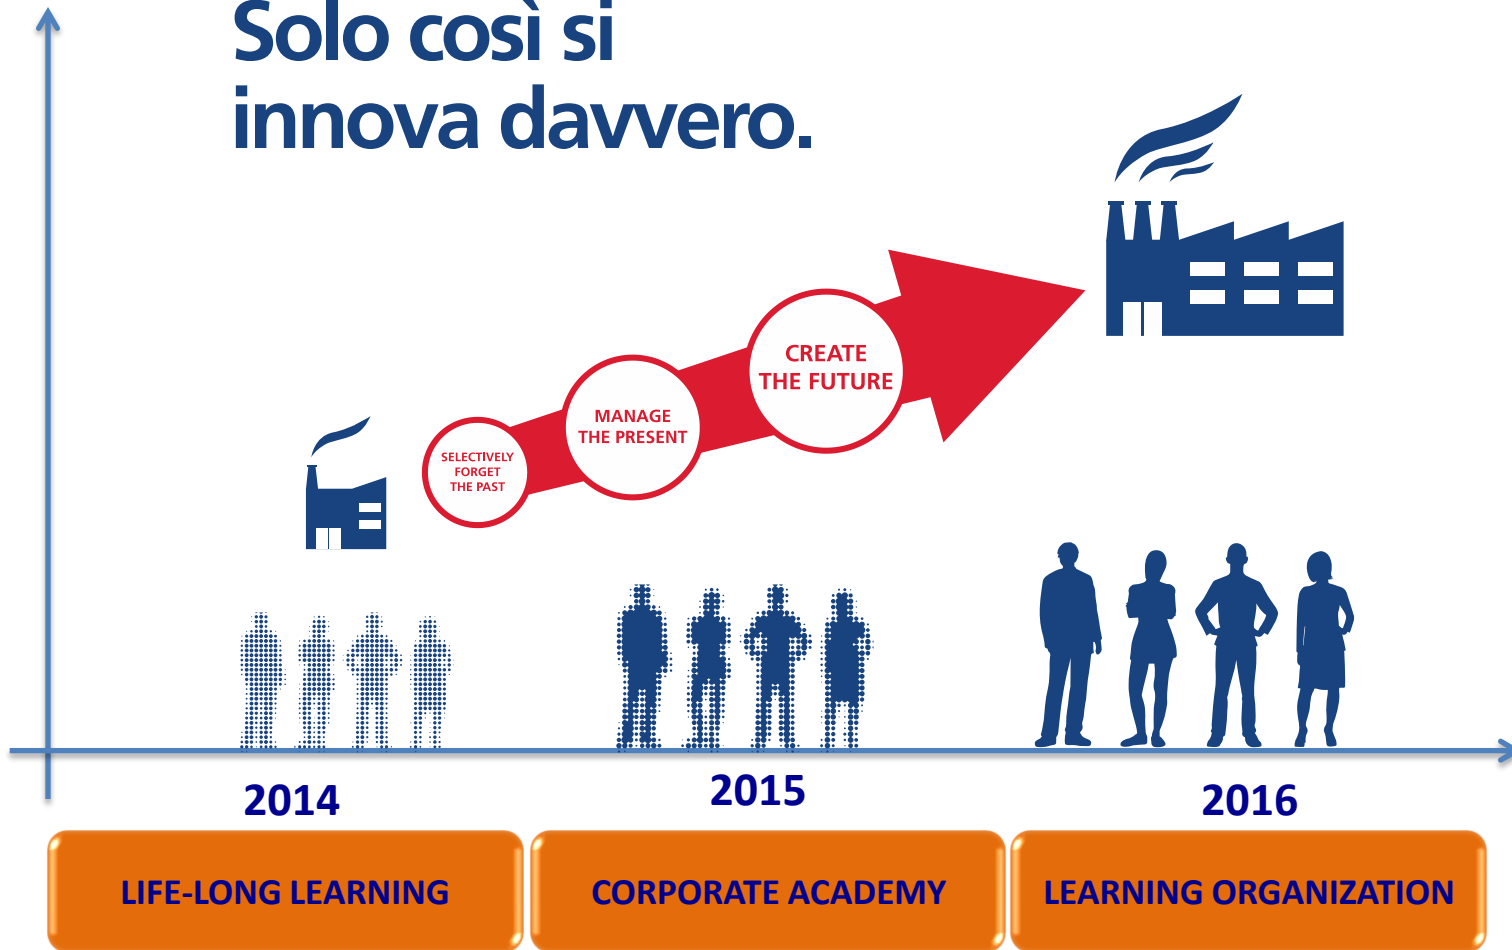 Solo così si
innova davvero.
CREATE
THE FUTURE
MANAGE
THE PRESENT
SELECTIVELY
FORGET
THE PAST
2014
2015
2016
LIFE-LONG LEARNING
CORPORATE ACADEMY
LEARNING ORGANIZATION